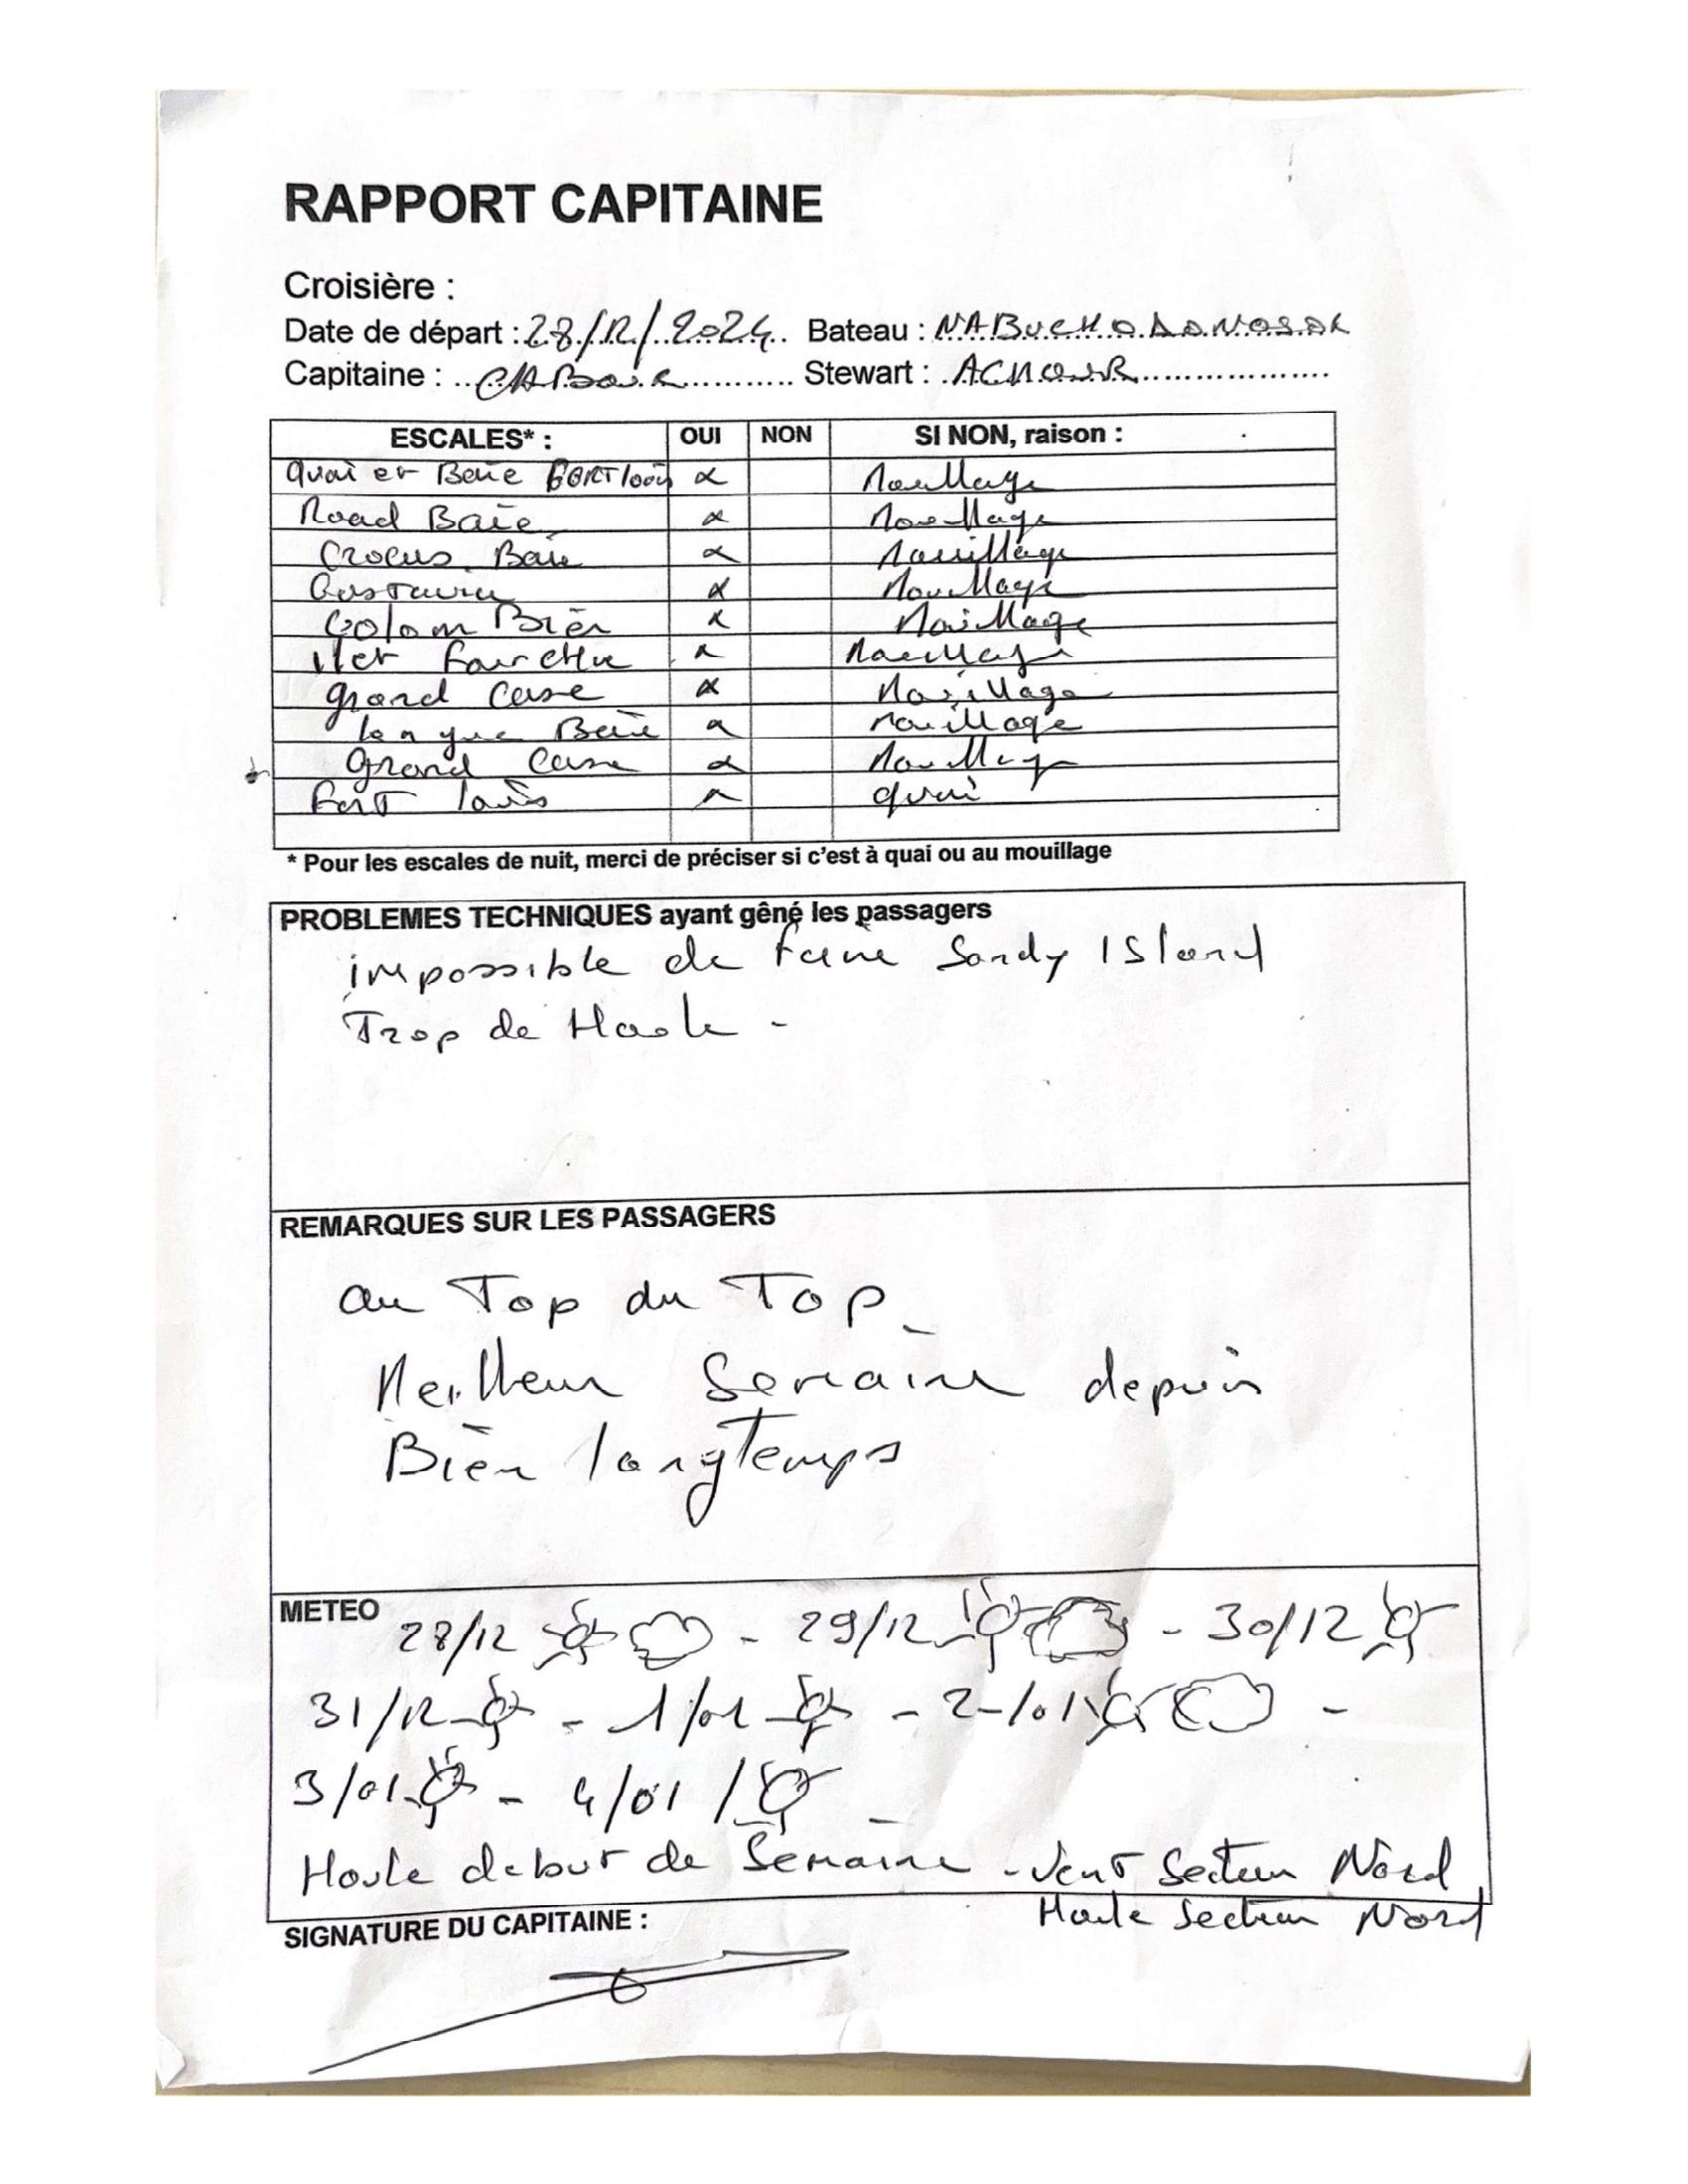 RAPPORT CAPITAINE
Croisière :
Date de départ : 28/12/2024 Bateau : NABUCHODONOSOR
Capitaine : Stewart : ACHOUR
ESCALES* : OUI NON SI NON, raison :
Quai et Baie FORT louis x Mouillage
Road Baie x Mouillage
Crocus Baie x Mouillage
Gustavia x Mouillage
Colom Bièr x Mouillage
ilet Fourchue x Mouillage
grand Case x Mouillage
longue Baie x mouillage
Grand Case x Mouillage
Fort louis x quai
* Pour les escales de nuit, merci de préciser si c'est à quai ou au mouillage
PROBLEMES TECHNIQUES ayant gêné les passagers
impossible de faire Sandy ISland
Trop de Houle -
REMARQUES SUR LES PASSAGERS
au Top du Top -
Meilleur Semaine depuis
Bièn longtemps
METEO 28/12 - 29/12 - 30/12
31/12 - 1/01 - 2/01 -
3/01 - 4/01 / -
Houle debut de Semaine - Vent Secteur Nord
Houle Secteur Nord
SIGNATURE DU CAPITAINE :